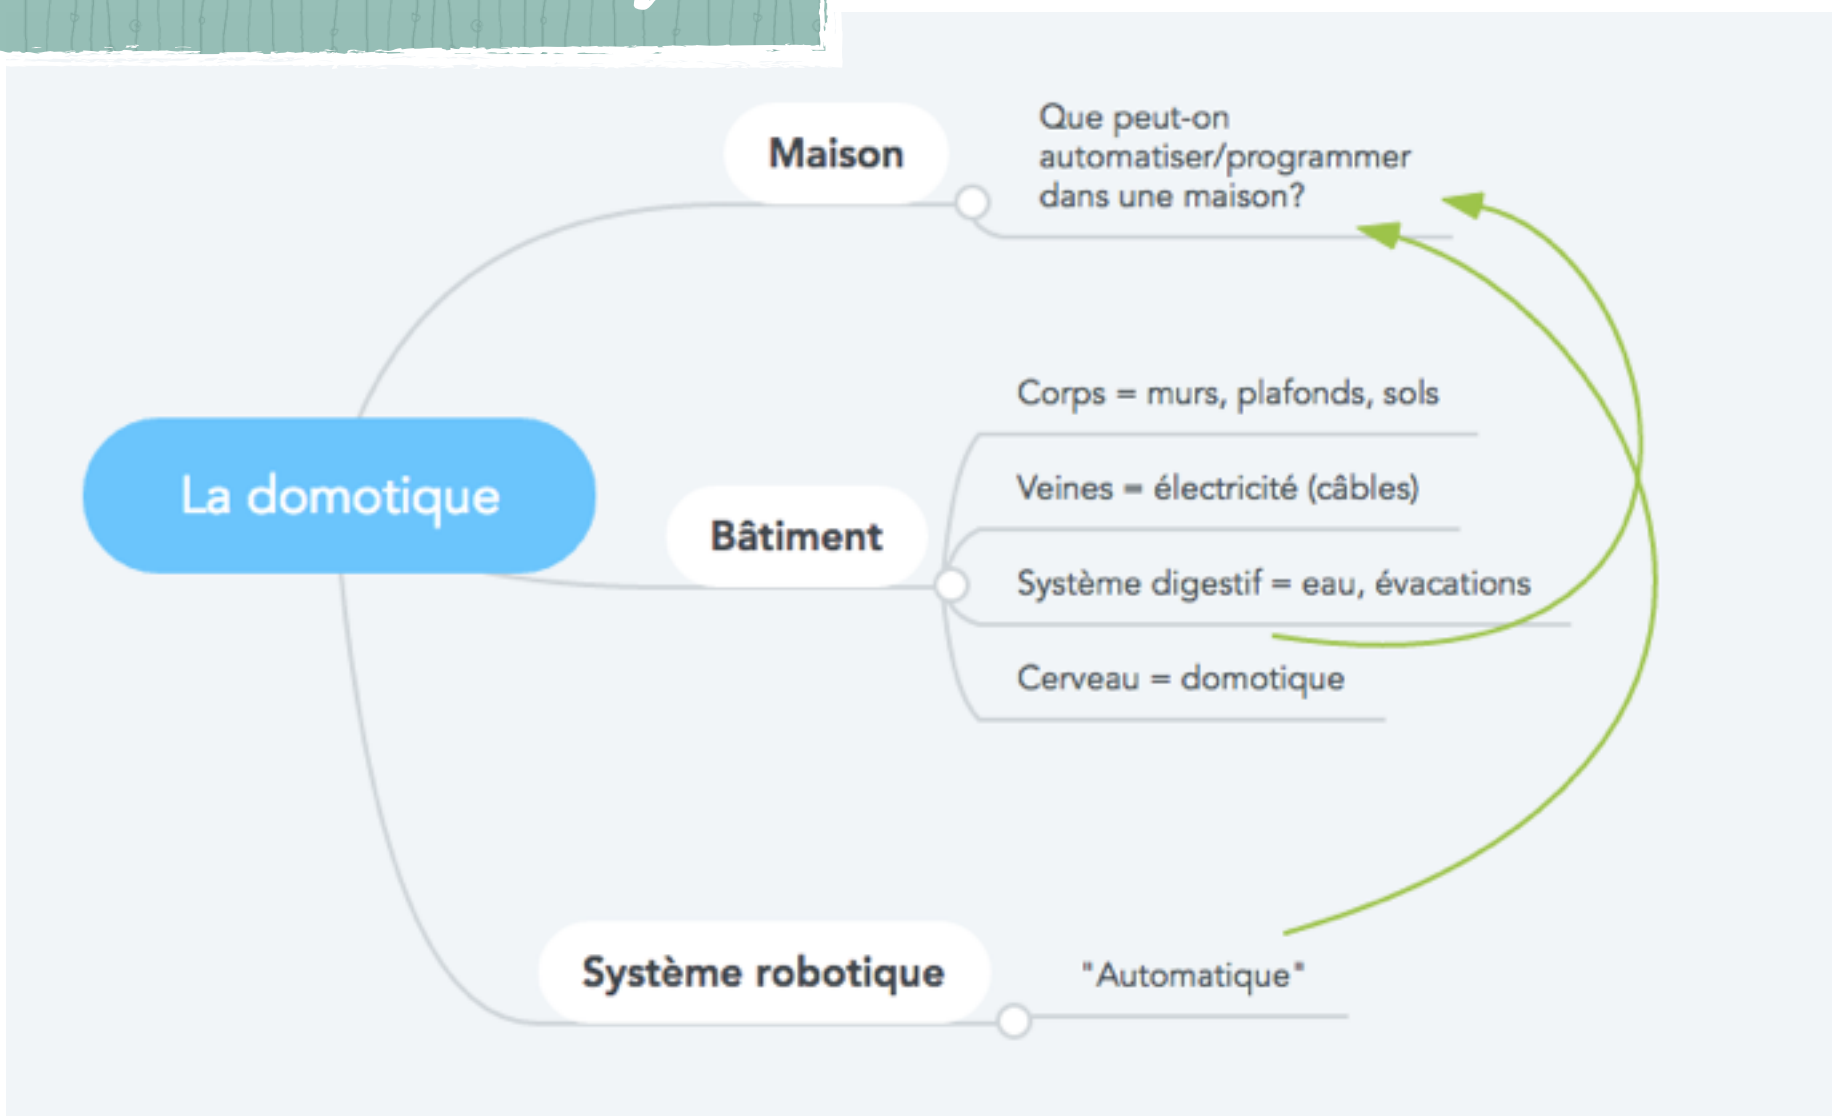 Maison
Que peut-on
automatiser/programmer
dans une maison?
La domotique
Bâtiment
Corps = murs, plafonds, sols
Veines = électricité (câbles)
Système digestif = eau, évacations
Cerveau = domotique
Système robotique
"Automatique"